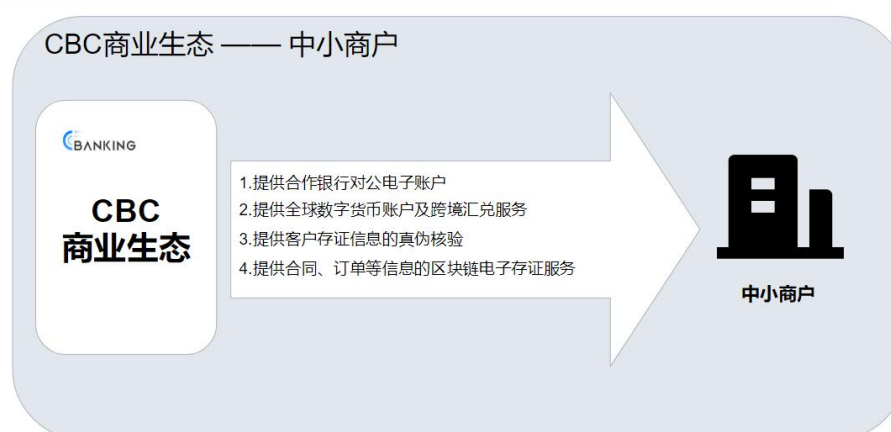 CBC商业生态 —— 中小商户
CBANKING
CBC
商业生态
1.提供合作银行对公电子账户
2.提供全球数字货币账户及跨境汇兑服务
3.提供客户存证信息的真伪核验
4.提供合同、订单等信息的区块链电子存证服务
中小商户